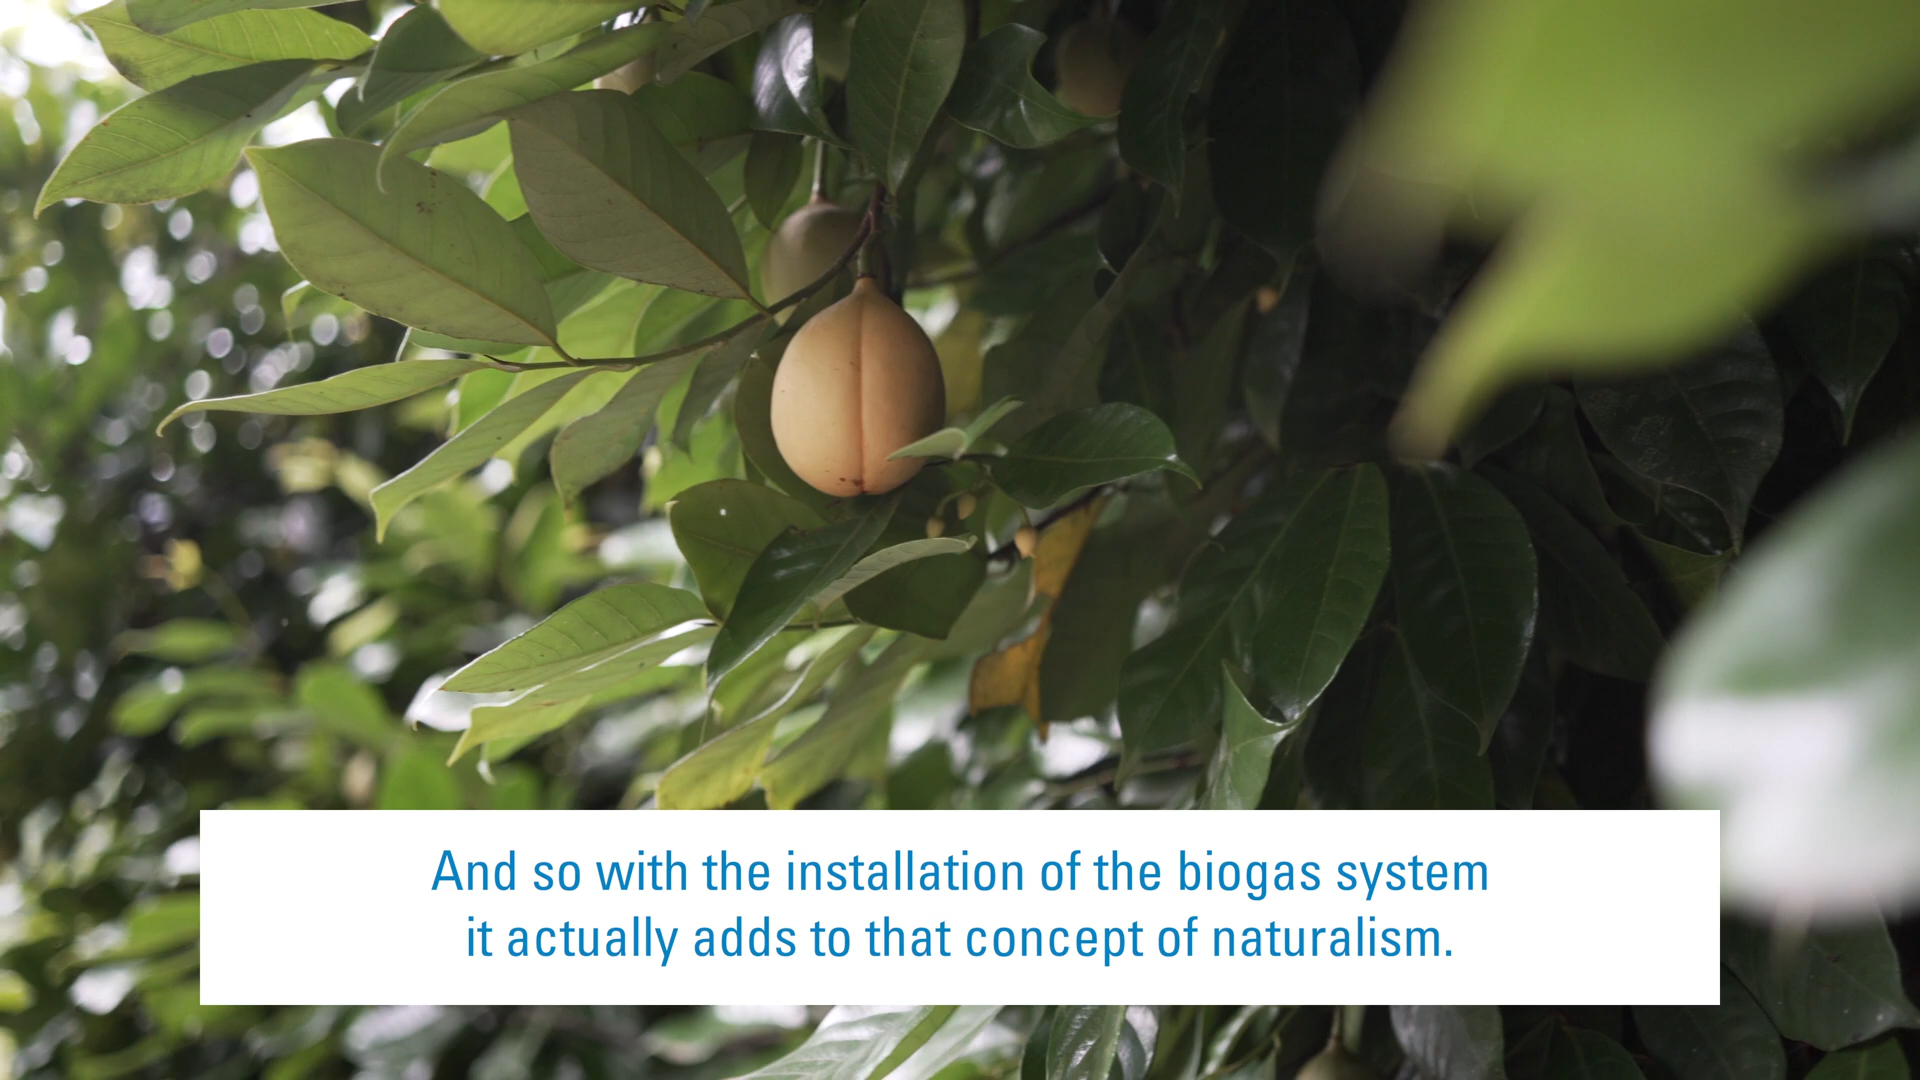 And so with the installation of the biogas system
it actually adds to that concept of naturalism.